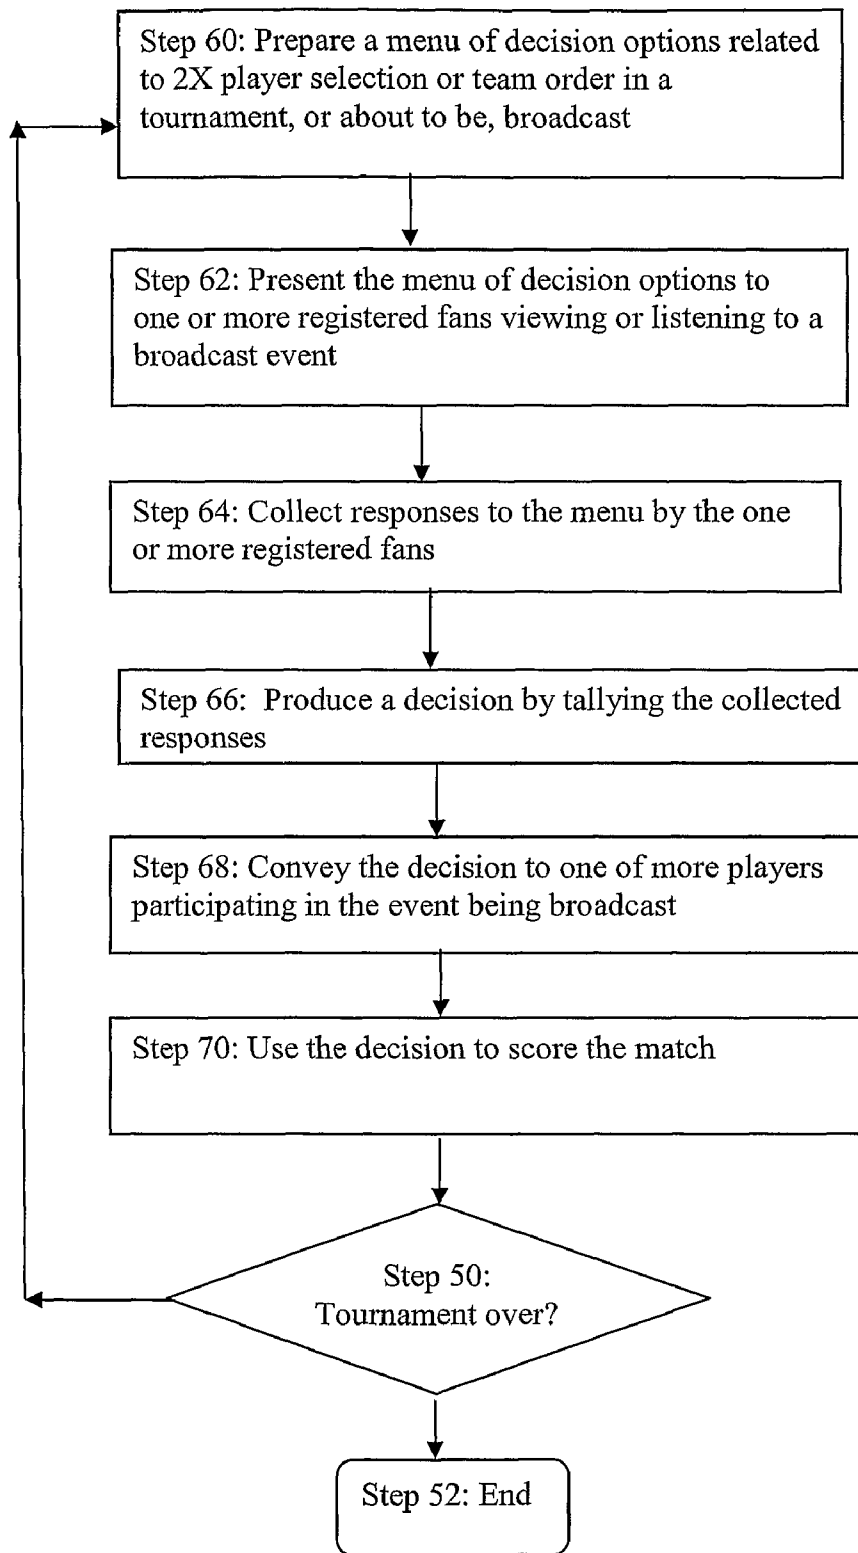 Step 60: Prepare a menu of decision options related
to 2X player selection or team order in a
tournament, or about to be, broadcast
Step 62: Present the menu of decision options to
one or more registered fans viewing or listening to a
broadcast event
Step 64: Collect responses to the menu by the one
or more registered fans
Step 66: Produce a decision by tallying the collected
responses
Step 68: Convey the decision to one of more players
participating in the event being broadcast
Step 70: Use the decision to score the match
Step 50:
Tournament over?
Step 52: End